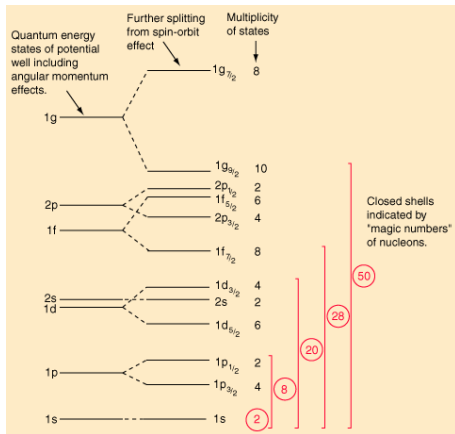 Quantum energy
states of potential
well including
angular momentum
effects.
Further splitting
from spin-orbit
effect
Multiplicity
of states
1g
1g7/2 8
1g9/2 10
2p
2p1/2 2
1f5/2 6
2p3/2 4
1f
1f7/2 8
1d3/2 4
2s
2s 2
1d
1d5/2 6
1p
1p1/2 2
1p3/2 4
1s
1s 2
8
20
28
50
Closed shells
indicated by
"magic numbers"
of nucleons.